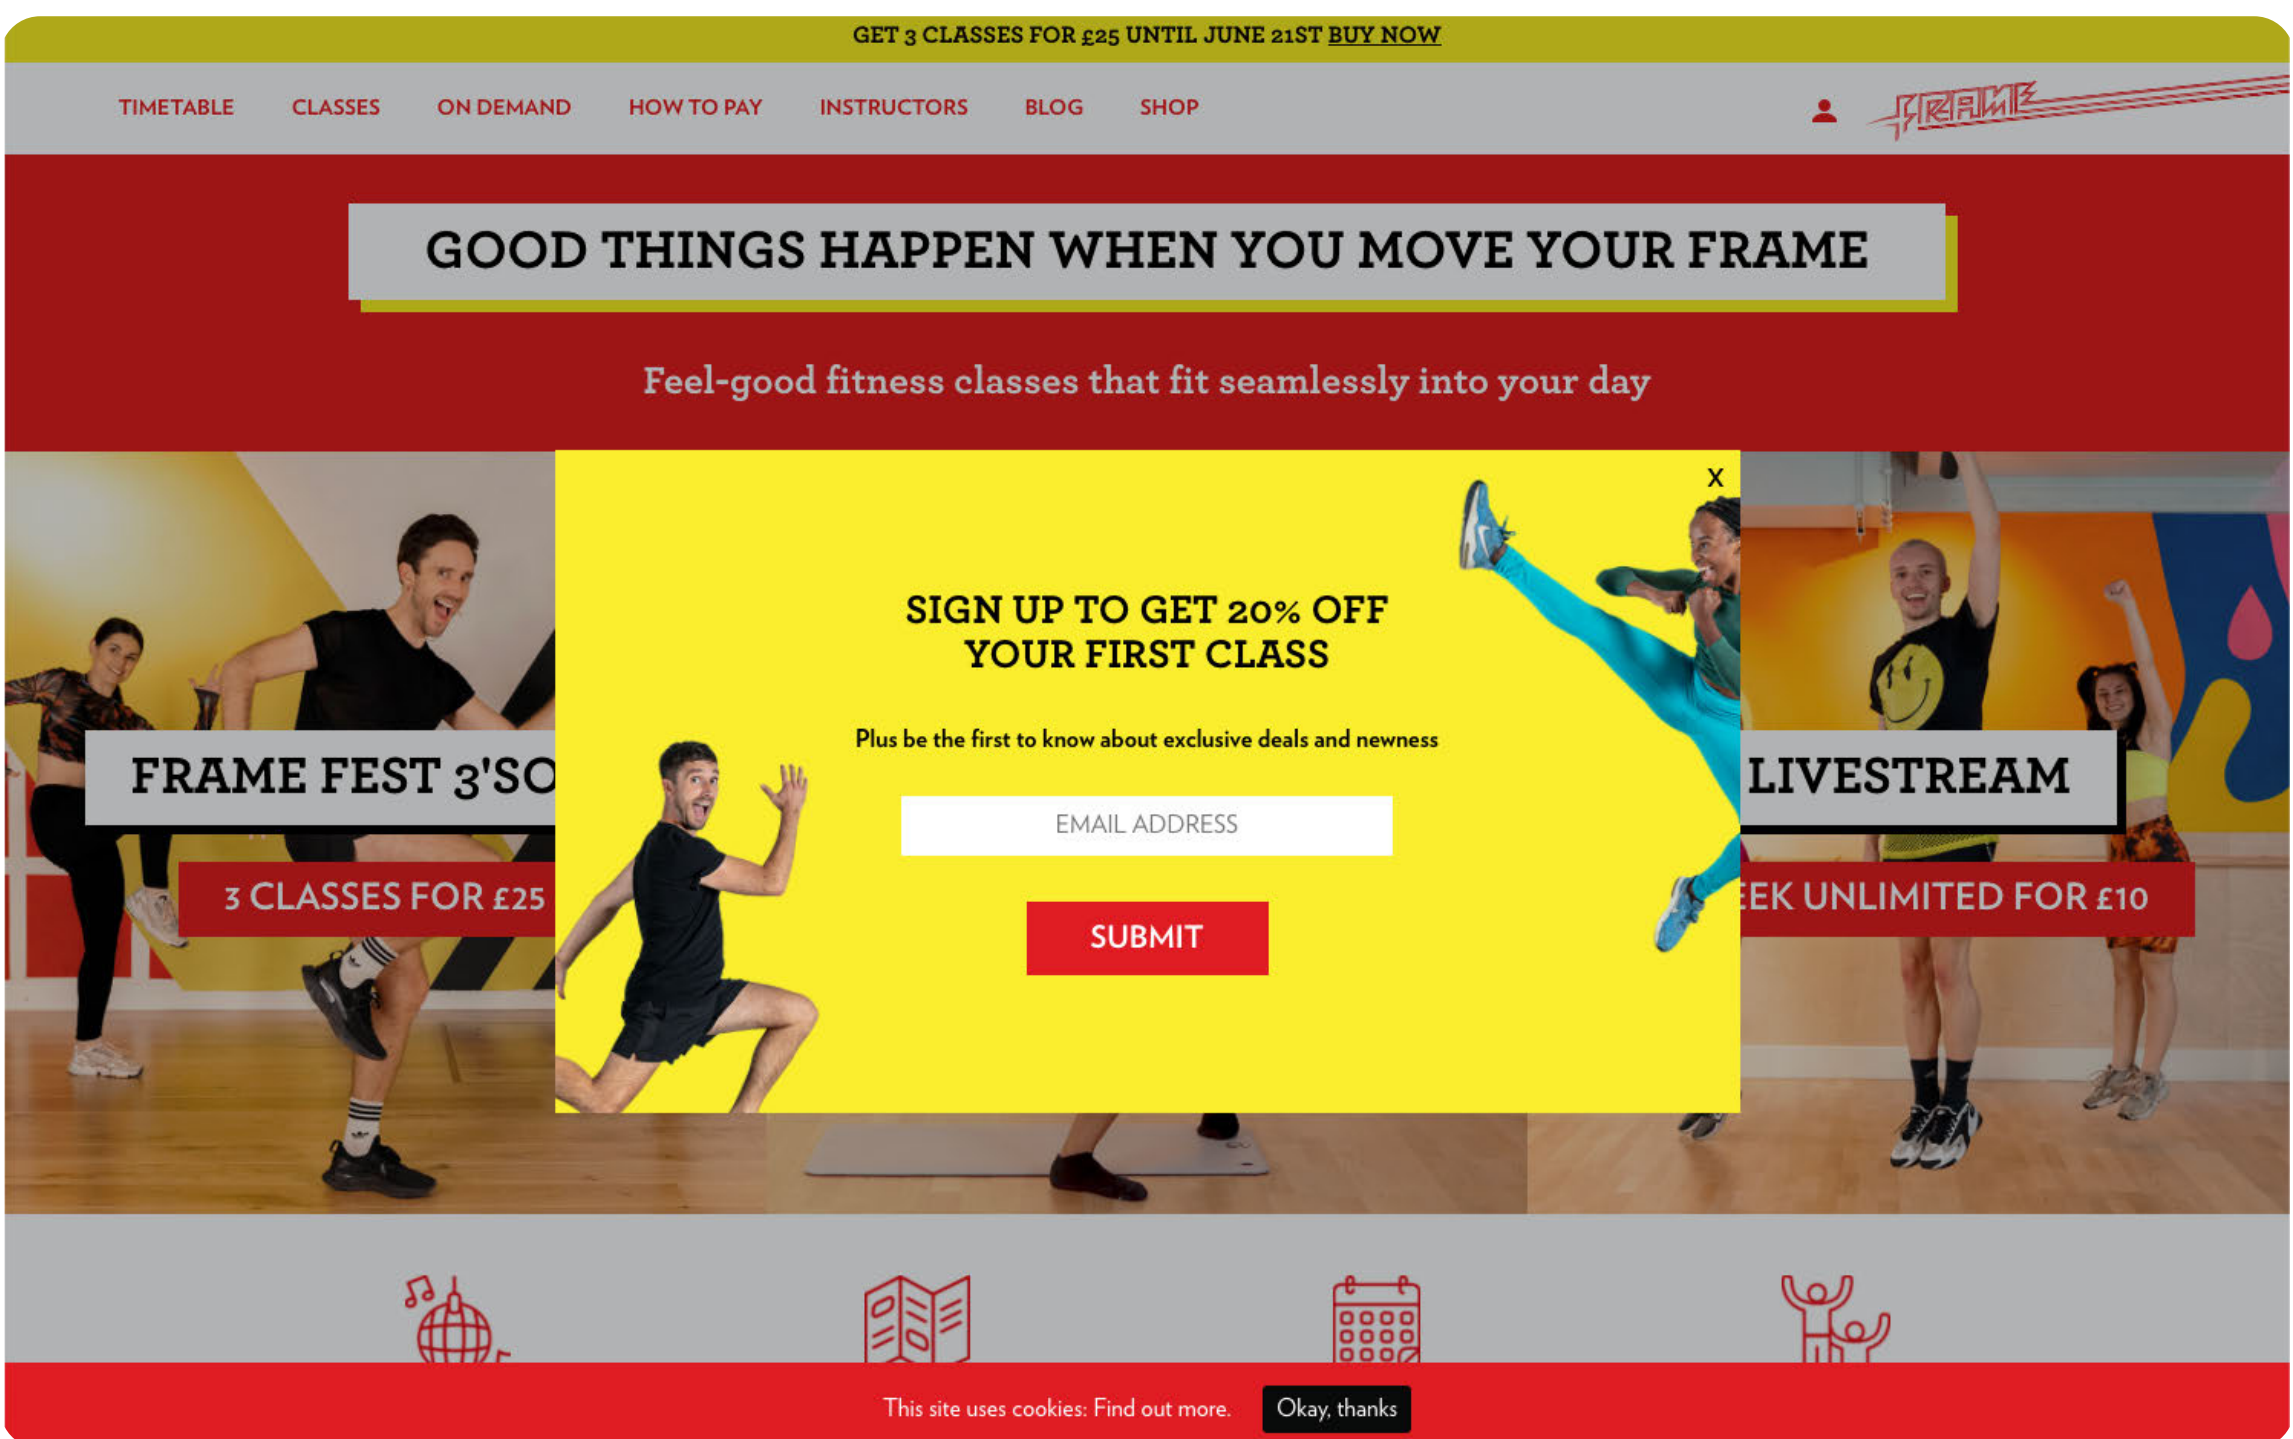 GET 3 CLASSES FOR £25 UNTIL JUNE 21ST BUY NOW
TIMETABLE CLASSES ON DEMAND HOW TO PAY INSTRUCTORS BLOG SHOP
FRAME
GOOD THINGS HAPPEN WHEN YOU MOVE YOUR FRAME
Feel-good fitness classes that fit seamlessly into your day
X
SIGN UP TO GET 20% OFF
YOUR FIRST CLASS
Plus be the first to know about exclusive deals and newness
FRAME FEST 3'SO
LIVESTREAM
EMAIL ADDRESS
3 CLASSES FOR £25
UNLIMITED FOR £10
SUBMIT
This site uses cookies: Find out more.
Okay, thanks